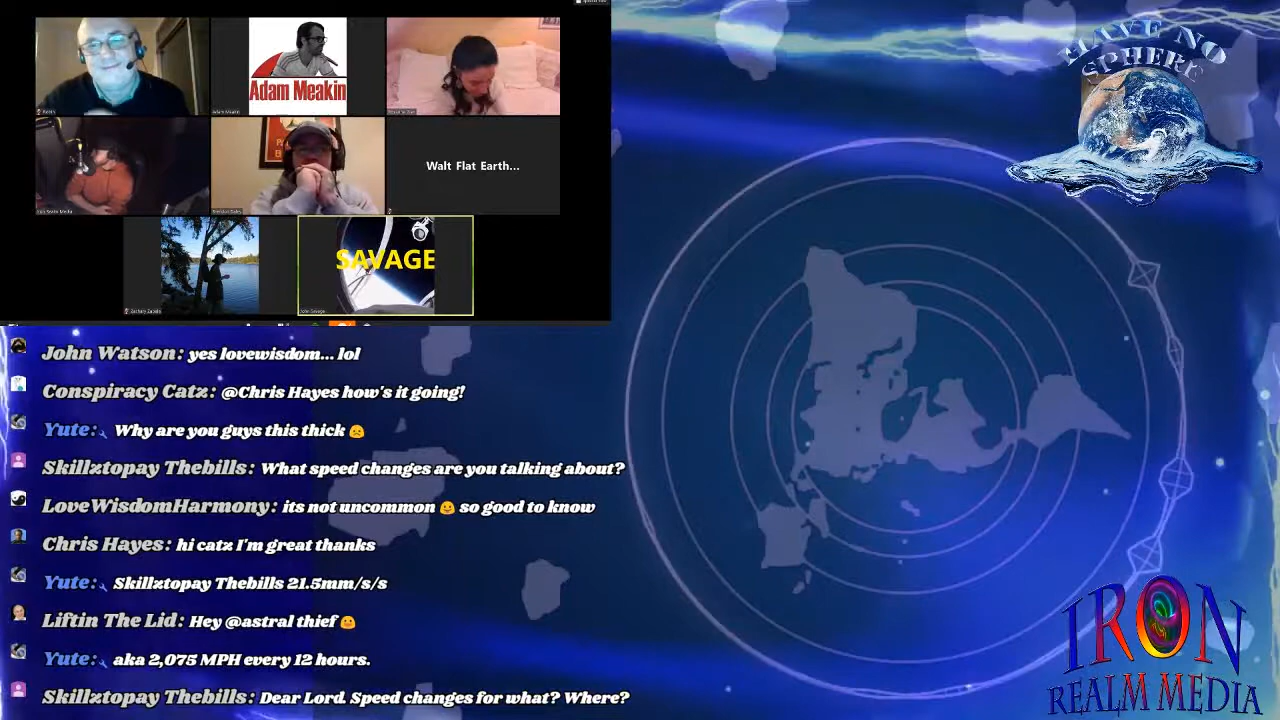 Adam Meakin
Walt Flat Earth...
SAVAGE
HAVE NO
SPHERE
John Watson: yes lovewisdom... lol
Conspiracy Catz: @Chris Hayes how's it going!
Yute: Why are you guys this thick
Skillztopay Thebills: What speed changes are you talking about?
LoveWisdomHarmony: its not uncommon so good to know
Chris Hayes: hi catz I'm great thanks
Yute: Skillztopay Thebills 21.5mm/s/s
Liftin The Lid: Hey @astral thief
Yute: aka 2,075 MPH every 12 hours.
Skillztopay Thebills: Dear Lord. Speed changes for what? Where?
IRON
REALM MEDIA